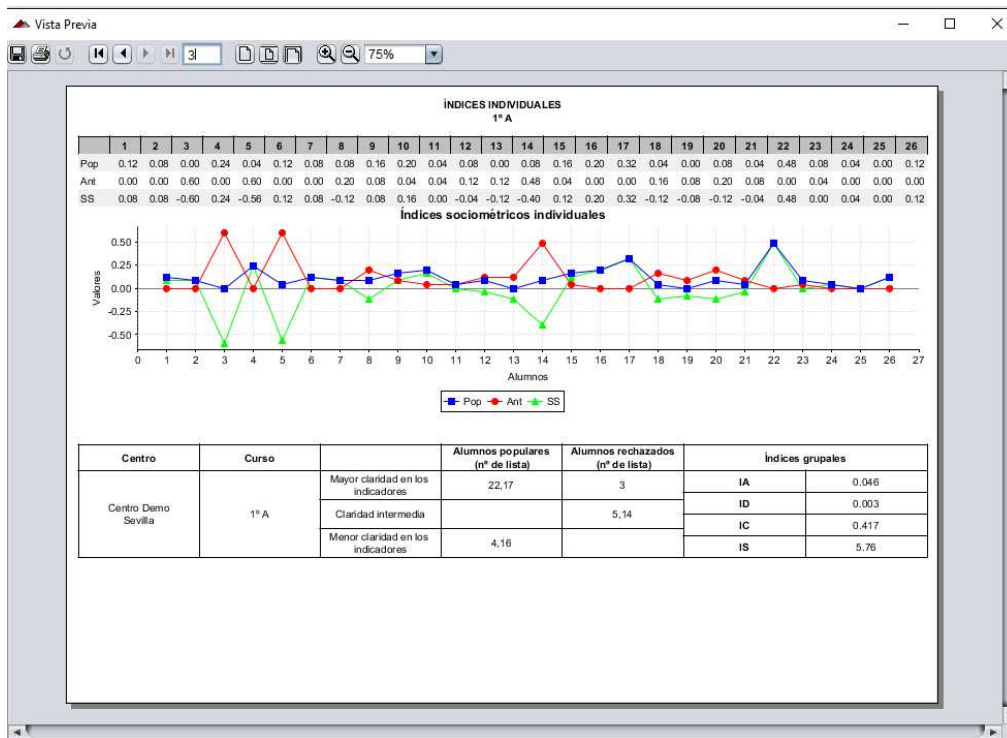 Vista Previa
3
75%
ÍNDICES INDIVIDUALES
1º A
1 2 3 4 5 6 7 8 9 10 11 12 13 14 15 16 17 18 19 20 21 22 23 24 25 26
Pop 0.12 0.08 0.00 0.24 0.04 0.12 0.08 0.08 0.16 0.20 0.04 0.08 0.00 0.08 0.16 0.20 0.32 0.04 0.00 0.08 0.04 0.48 0.08 0.04 0.00 0.12
Ant 0.00 0.00 0.60 0.00 0.60 0.00 0.00 0.20 0.08 0.04 0.04 0.12 0.12 0.48 0.04 0.00 0.00 0.16 0.08 0.20 0.08 0.00 0.04 0.00 0.00 0.00
SS 0.08 0.08 -0.60 0.24 -0.56 0.12 0.08 -0.12 0.08 0.16 0.00 -0.04 -0.12 -0.40 0.12 0.20 0.32 -0.12 -0.08 -0.12 -0.04 0.48 0.00 0.04 0.00 0.12
Índices sociométricos individuales
0.50
0.25
0.00
-0.25
-0.50
Valores
0 1 2 3 4 5 6 7 8 9 10 11 12 13 14 15 16 17 18 19 20 21 22 23 24 25 26 27
Alumnos
Pop Ant SS
Centro Curso Alumnos populares (nº de lista) Alumnos rechazados (nº de lista) Índices grupales
Centro Demo Sevilla
1º A
Mayor claridad en los indicadores 22,17 3
Claridad intermedia 5,14
Menor claridad en los indicadores 4,16
IA 0.046
ID 0.003
IC 0.417
IS 5.76